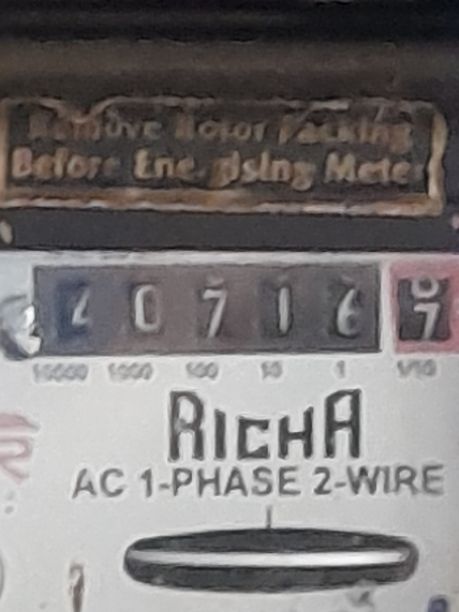 Remove Rotor Packing
Before Energising Meter
0 7 1 6 7
10000 1000 100 10 1 1/10
RICHA
AC 1-PHASE 2-WIRE